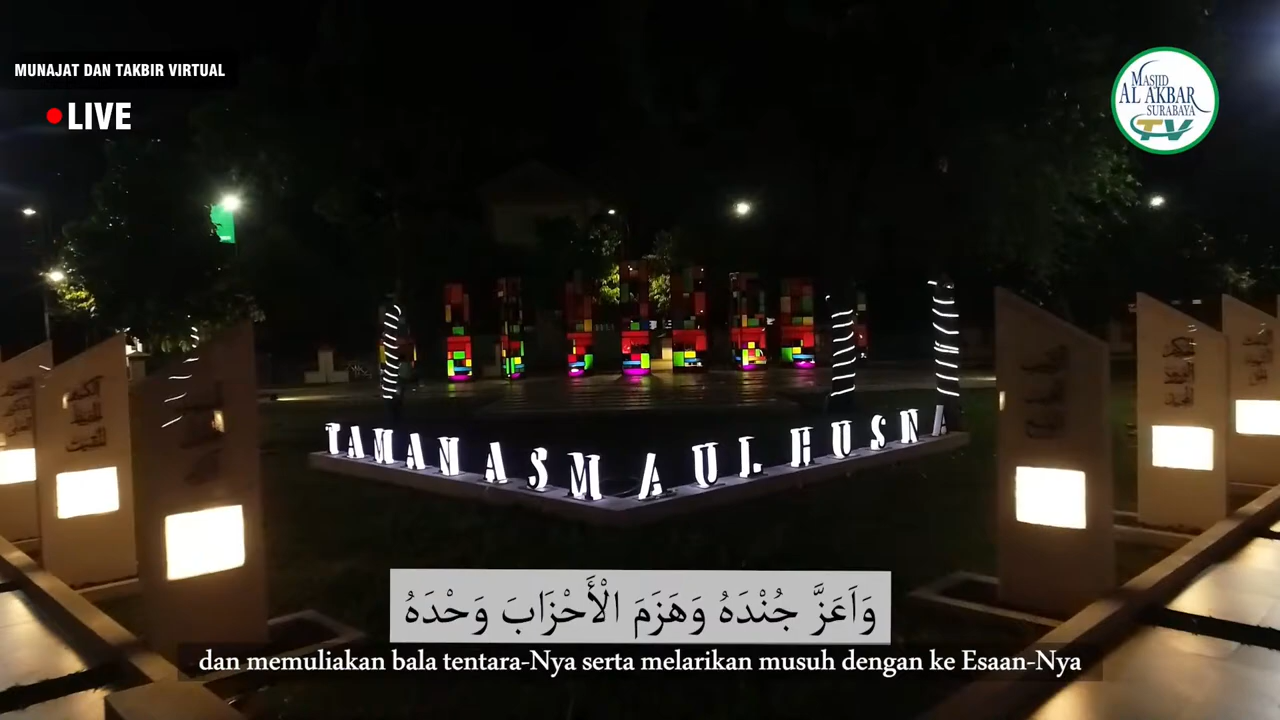 MUNAJAT DAN TAKBIR VIRTUAL
LIVE
MASJID
AL AKBAR
SURABAYA
TV
TAMAN ASMAUL HUSNA
وَاَعَزَّ جُنْدَهُ وَهَزَمَ الْأَحْزَابَ وَحْدَهُ
dan memuliakan bala tentara-Nya serta melarikan musuh dengan ke Esaan-Nya